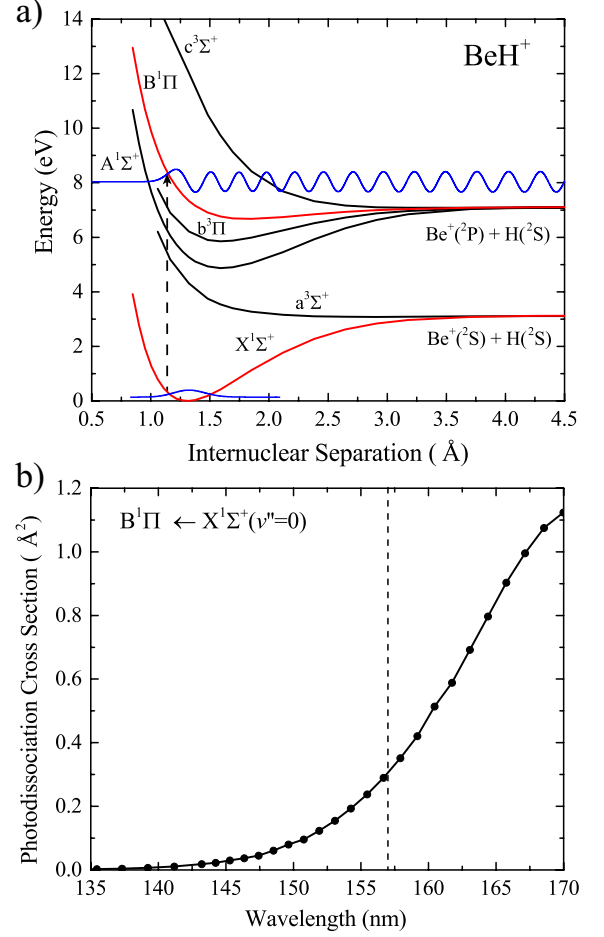 a)
14
12
10
8
6
4
2
0
Energy (eV)
c³Σ⁺
BeH⁺
B¹Π
A¹Σ⁺
b³Π
Be⁺(²P) + H(²S)
a³Σ⁺
X¹Σ⁺
Be⁺(²S) + H(²S)
0.5 1.0 1.5 2.0 2.5 3.0 3.5 4.0 4.5
Internuclear Separation ( Å)
b)
1.2
1.0
0.8
0.6
0.4
0.2
0.0
Photodissociation Cross Section ( Å²)
B¹Π ← X¹Σ⁺(v"=0)
135 140 145 150 155 160 165 170
Wavelength (nm)